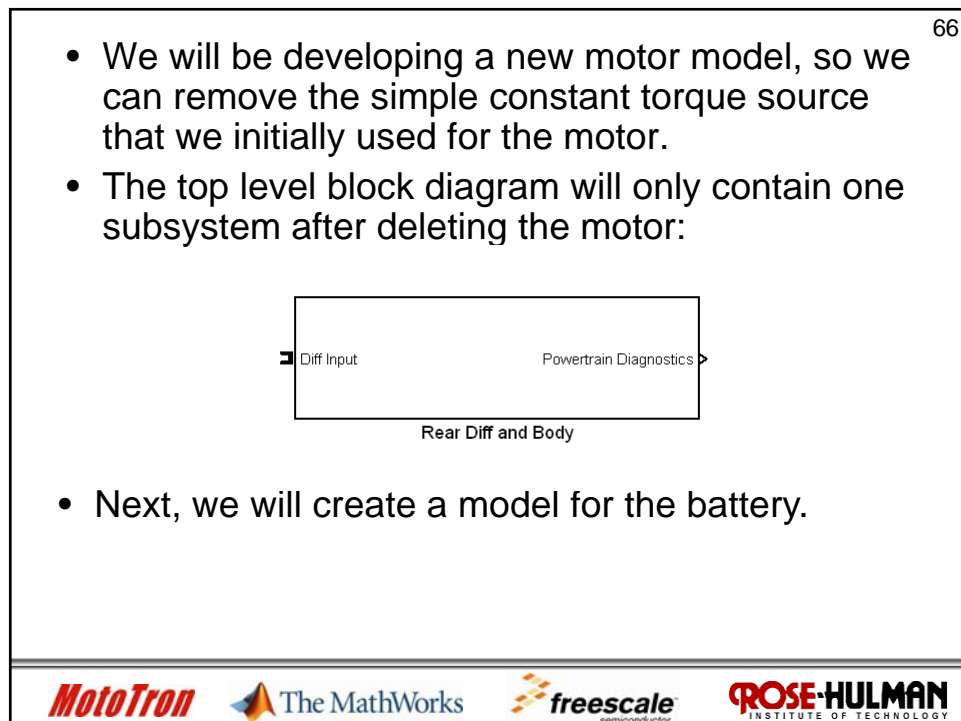 66
• We will be developing a new motor model, so we
can remove the simple constant torque source
that we initially used for the motor.
• The top level block diagram will only contain one
subsystem after deleting the motor:
Diff Input
Powertrain Diagnostics
Rear Diff and Body
• Next, we will create a model for the battery.
MotoTron
The MathWorks
freescale
semiconductor
ROSE-HULMAN
INSTITUTE OF TECHNOLOGY